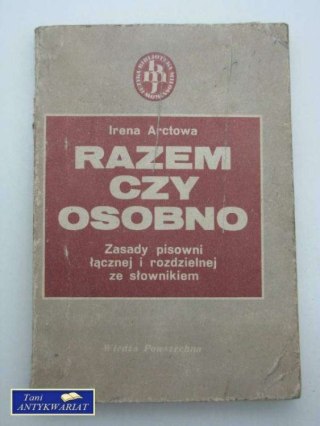 Irena Arctowa
RAZEM
CZY
OSOBNO
Zasady pisowni
łącznej i rozdzielnej
ze słownikiem
Wiedza Powszechna
Tani
ANTYKWARIAT